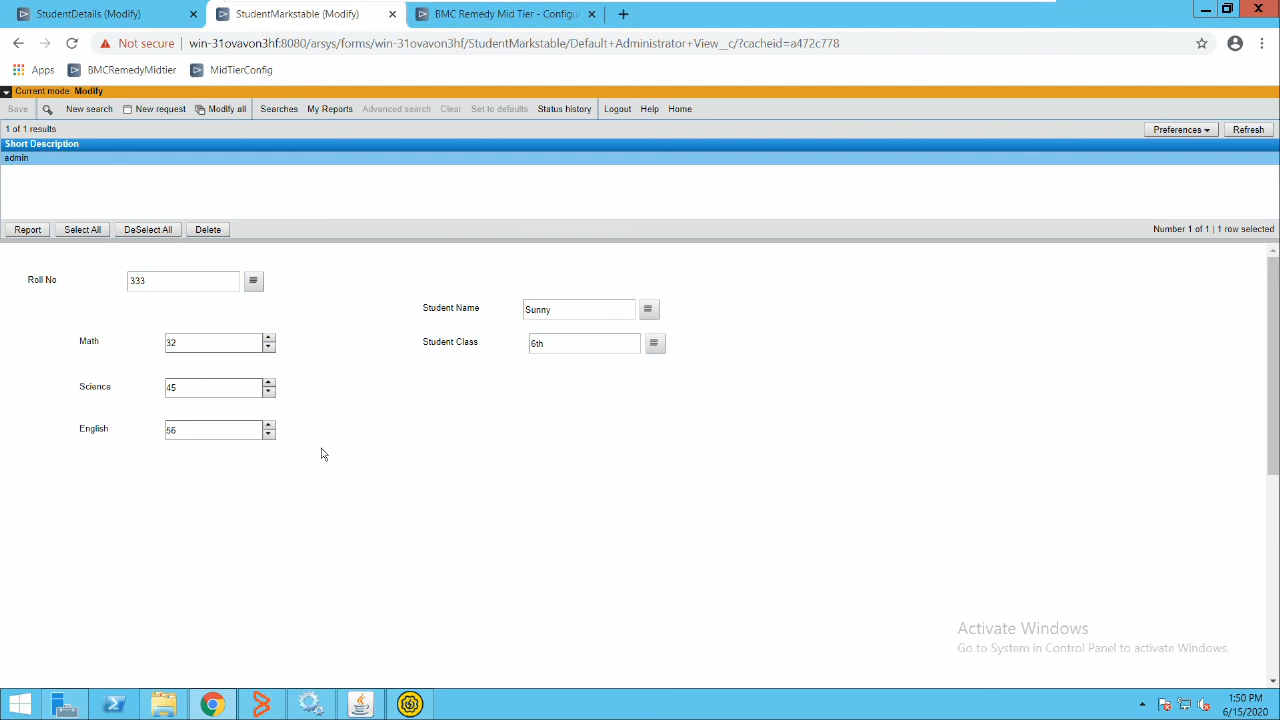 StudentDetails (Modify)
StudentMarkstable (Modify)
BMC Remedy Mid Tier - Configu
Not secure
win-31ovavon3hf:8080/arsys/forms/win-31ovavon3hf/StudentMarkstable/Default+Administrator+View__c/?cacheid=a472c778
Apps
BMCRemedyMidtier
MidTierConfig
Current mode: Modify
Save
New search
New request
Modify all
Searches
My Reports
Advanced search
Clear
Set to defaults
Status history
Logout
Help
Home
1 of 1 results
Preferences
Refresh
Short Description
admin
Report
Select All
DeSelect All
Delete
Number 1 of 1 | 1 row selected
Roll No
333
Student Name
Sunny
Math
32
Student Class
6th
Science
45
English
56
Activate Windows
Go to System in Control Panel to activate Windows.
1:50 PM
6/15/2020